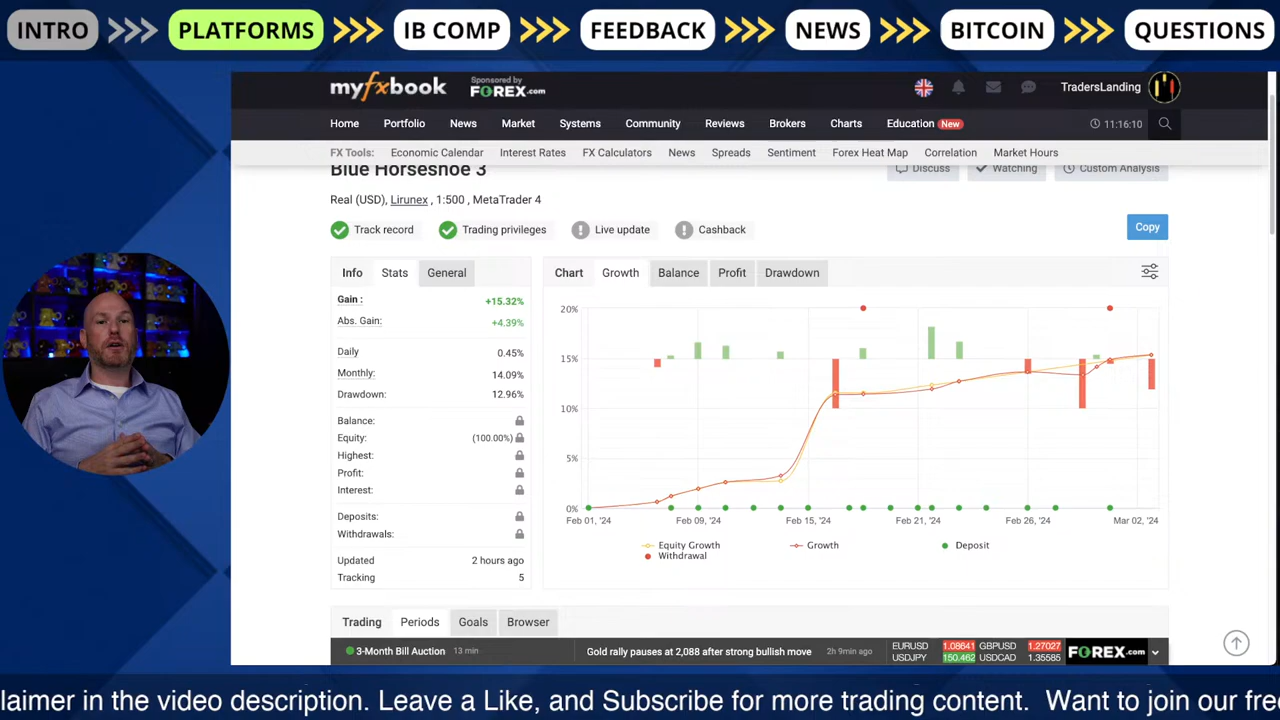 INTRO PLATFORMS IB COMP FEEDBACK NEWS BITCOIN QUESTIONS
myfxbook Sponsored by FOREX.com TradersLanding
Home Portfolio News Market Systems Community Reviews Brokers Charts Education New 11:16:10
FX Tools: Economic Calendar Interest Rates FX Calculators News Spreads Sentiment Forex Heat Map Correlation Market Hours
Blue Horseshoe 3 Discuss Watching Custom Analysis
Real (USD), Lirunex , 1:500 , MetaTrader 4
Track record Trading privileges Live update Cashback Copy
Info Stats General
Gain : +15.32%
Abs. Gain: +4.39%
Daily 0.45%
Monthly: 14.09%
Drawdown: 12.96%
Balance:
Equity: (100.00%)
Highest:
Profit:
Interest:
Deposits:
Withdrawals:
Updated 2 hours ago
Tracking 5
Chart Growth Balance Profit Drawdown
20%
15%
10%
5%
0%
Feb 01, '24 Feb 09, '24 Feb 15, '24 Feb 21, '24 Feb 26, '24 Mar 02, '24
Equity Growth Growth Deposit
Withdrawal
Trading Periods Goals Browser
3-Month Bill Auction 13 min Gold rally pauses at 2,088 after strong bullish move 2h 9min ago EURUSD 1.08641 GPBUSD 1.27027 FOREX.com
USDJPY 150.462 USDCAD 1.35585
laimer in the video description. Leave a Like, and Subscribe for more trading content. Want to join our fre